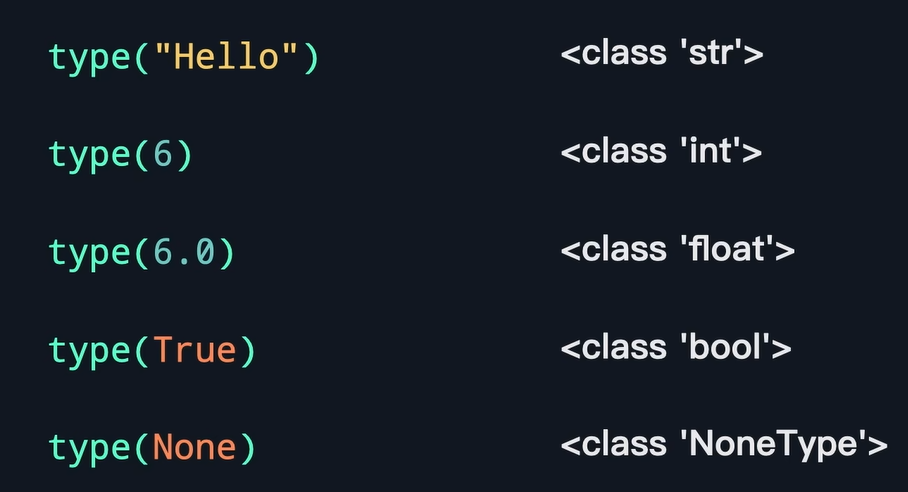 type("Hello") <class 'str'>
type(6) <class 'int'>
type(6.0) <class 'float'>
type(True) <class 'bool'>
type(None) <class 'NoneType'>